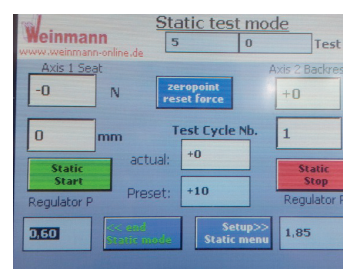 Static test mode
Weinmann
www.weinmann-online.de
5 0 Test
Axis 1 Seat
Axis 2 Backres
-0 N
zeropoint
reset force
+0
0 mm
Test Cycle Nb.
1
actual: +0
Static
Start
Static
Stop
Preset: +10
Regulator P
Regulator P
0,60
<< end
Static mode
Setup>>
Static menu
1,85